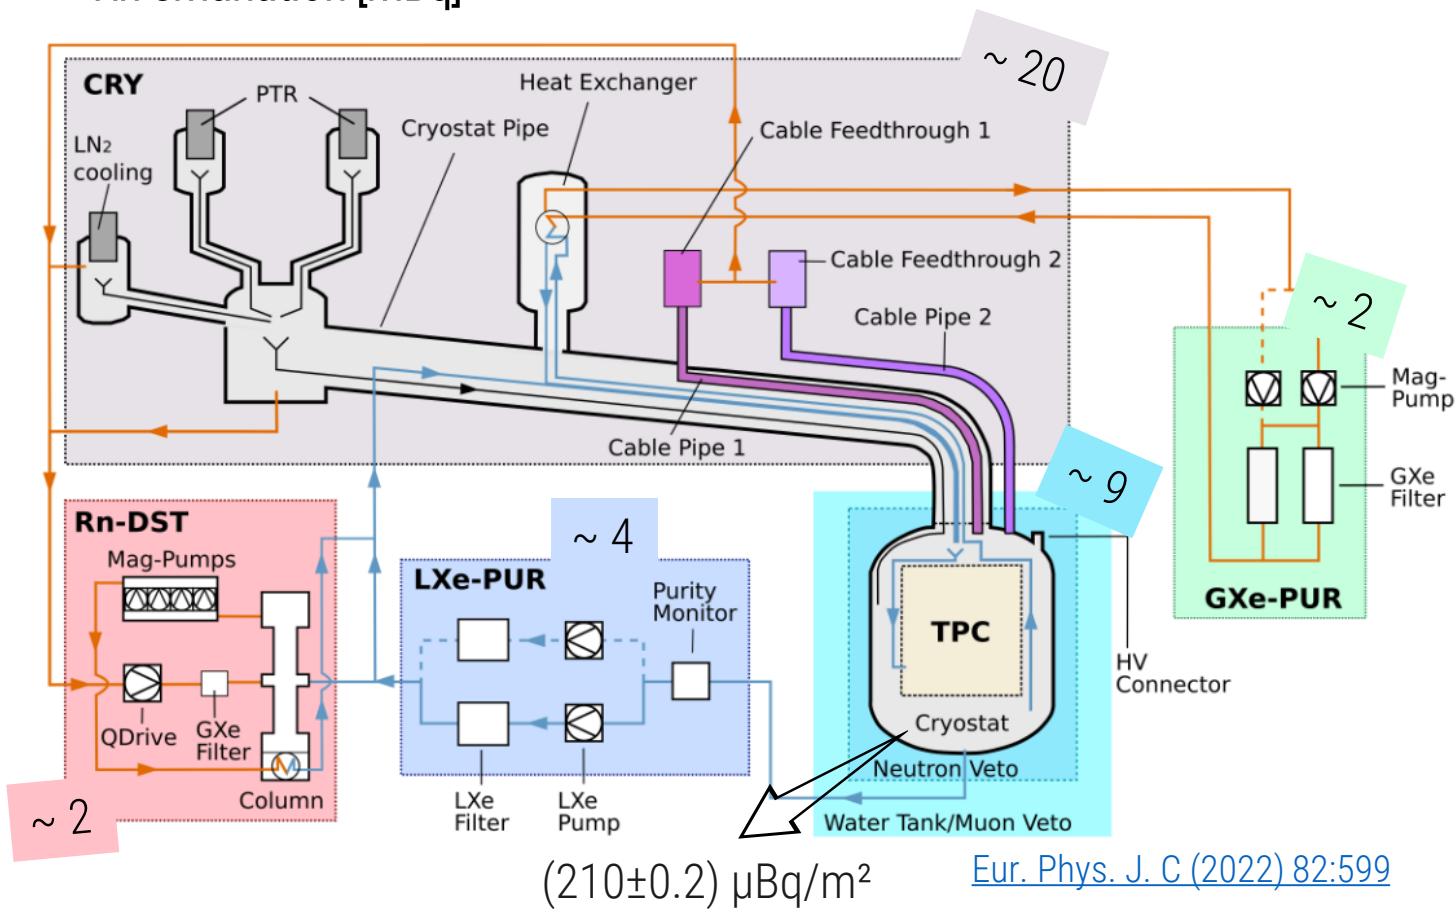 Rn emanation [mBq]
~ 20
CRY
PTR
Heat Exchanger
Cryostat Pipe
Cable Feedthrough 1
LN2
cooling
Cable Feedthrough 2
~ 2
Cable Pipe 2
Mag-
Pump
Cable Pipe 1
~ 9
GXe
Filter
Rn-DST
~ 4
Mag-Pumps
LXe-PUR
Purity
Monitor
GXe-PUR
TPC
HV
Connector
QDrive
GXe
Filter
Cryostat
Neutron Veto
Column
LXe
Filter
LXe
Pump
~ 2
Water Tank/Muon Veto
(210±0.2) µBq/m²
Eur. Phys. J. C (2022) 82:599